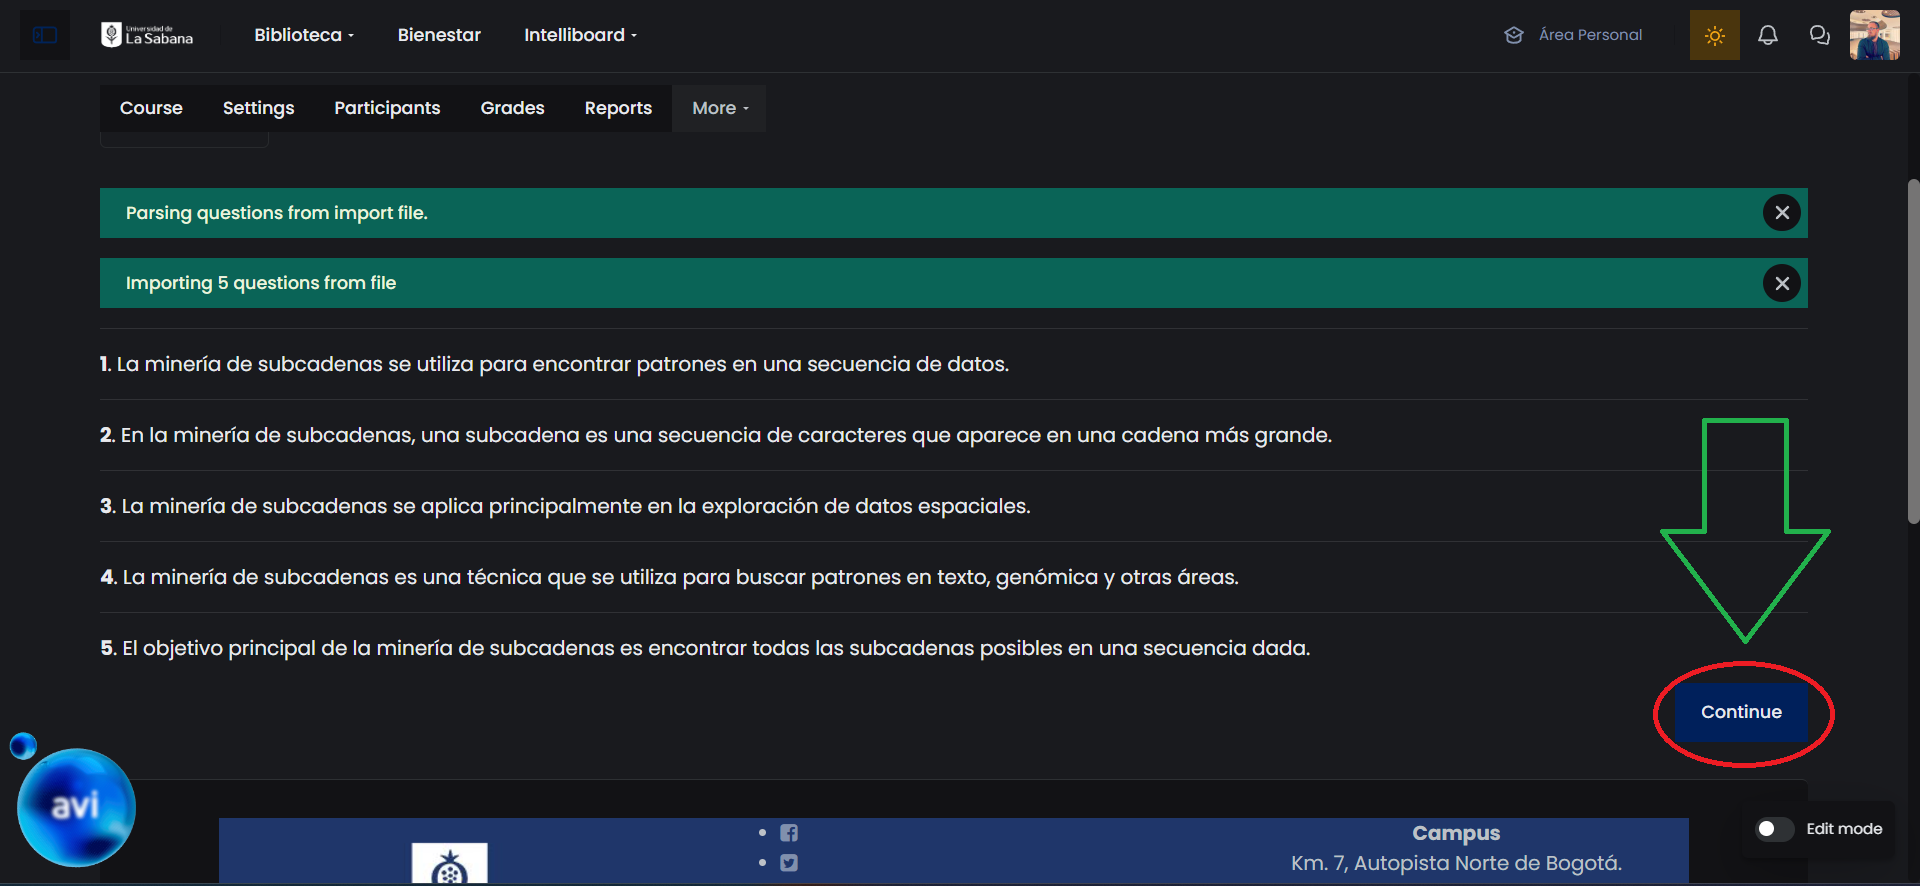 Universidad de
La Sabana
Biblioteca
Bienestar
Intelliboard
Área Personal
Course
Settings
Participants
Grades
Reports
More
Parsing questions from import file.
Importing 5 questions from file
1. La minería de subcadenas se utiliza para encontrar patrones en una secuencia de datos.
2. En la minería de subcadenas, una subcadena es una secuencia de caracteres que aparece en una cadena más grande.
3. La minería de subcadenas se aplica principalmente en la exploración de datos espaciales.
4. La minería de subcadenas es una técnica que se utiliza para buscar patrones en texto, genómica y otras áreas.
5. El objetivo principal de la minería de subcadenas es encontrar todas las subcadenas posibles en una secuencia dada.
Continue
avi
Edit mode
Campus
Km. 7, Autopista Norte de Bogotá.